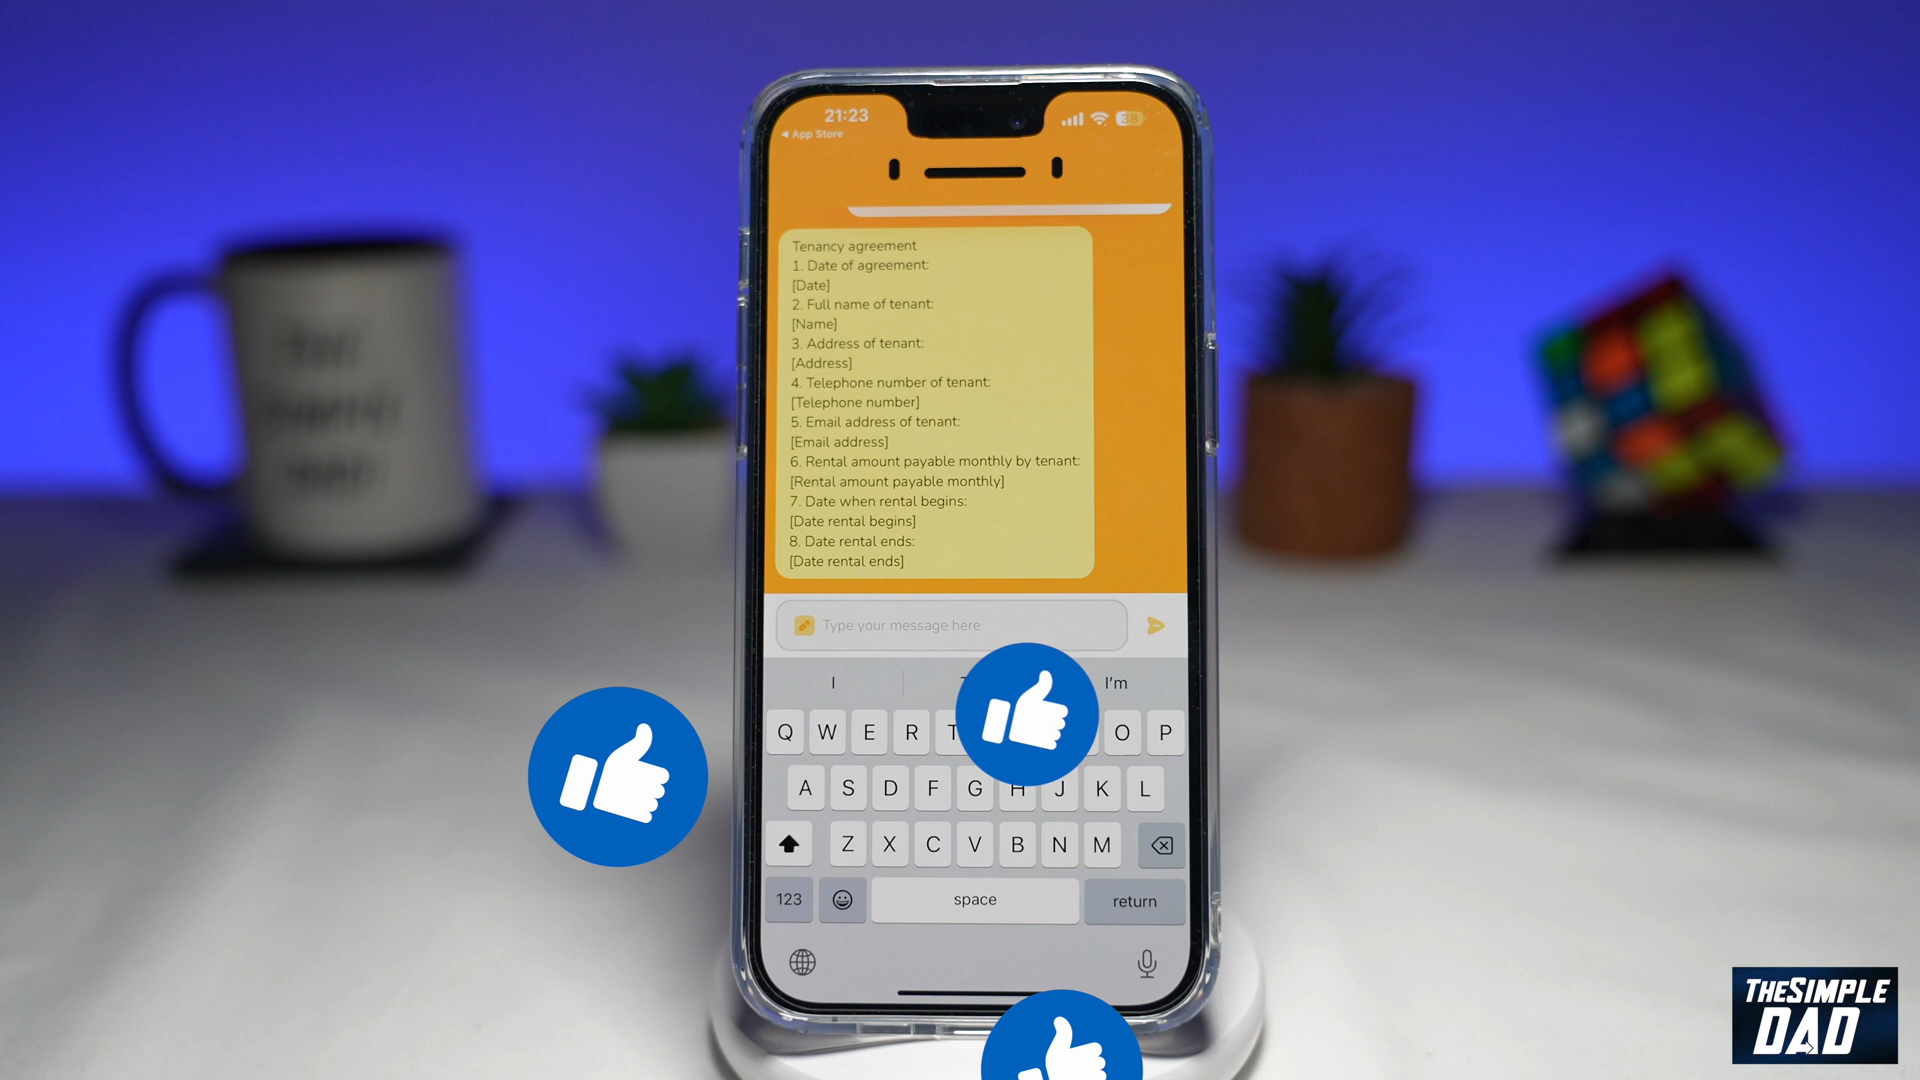 21:23
38
App Store
Tenancy agreement
1. Date of agreement:
[Date]
2. Full name of tenant:
[Name]
3. Address of tenant:
[Address]
4. Telephone number of tenant:
[Telephone number]
5. Email address of tenant:
[Email address]
6. Rental amount payable monthly by tenant:
[Rental amount payable monthly]
7. Date when rental begins:
[Date rental begins]
8. Date rental ends:
[Date rental ends]
Type your message here
I I'm
Q W E R T O P
A S D F G H J K L
Z X C V B N M
123 space return
THESIMPLE
DAD